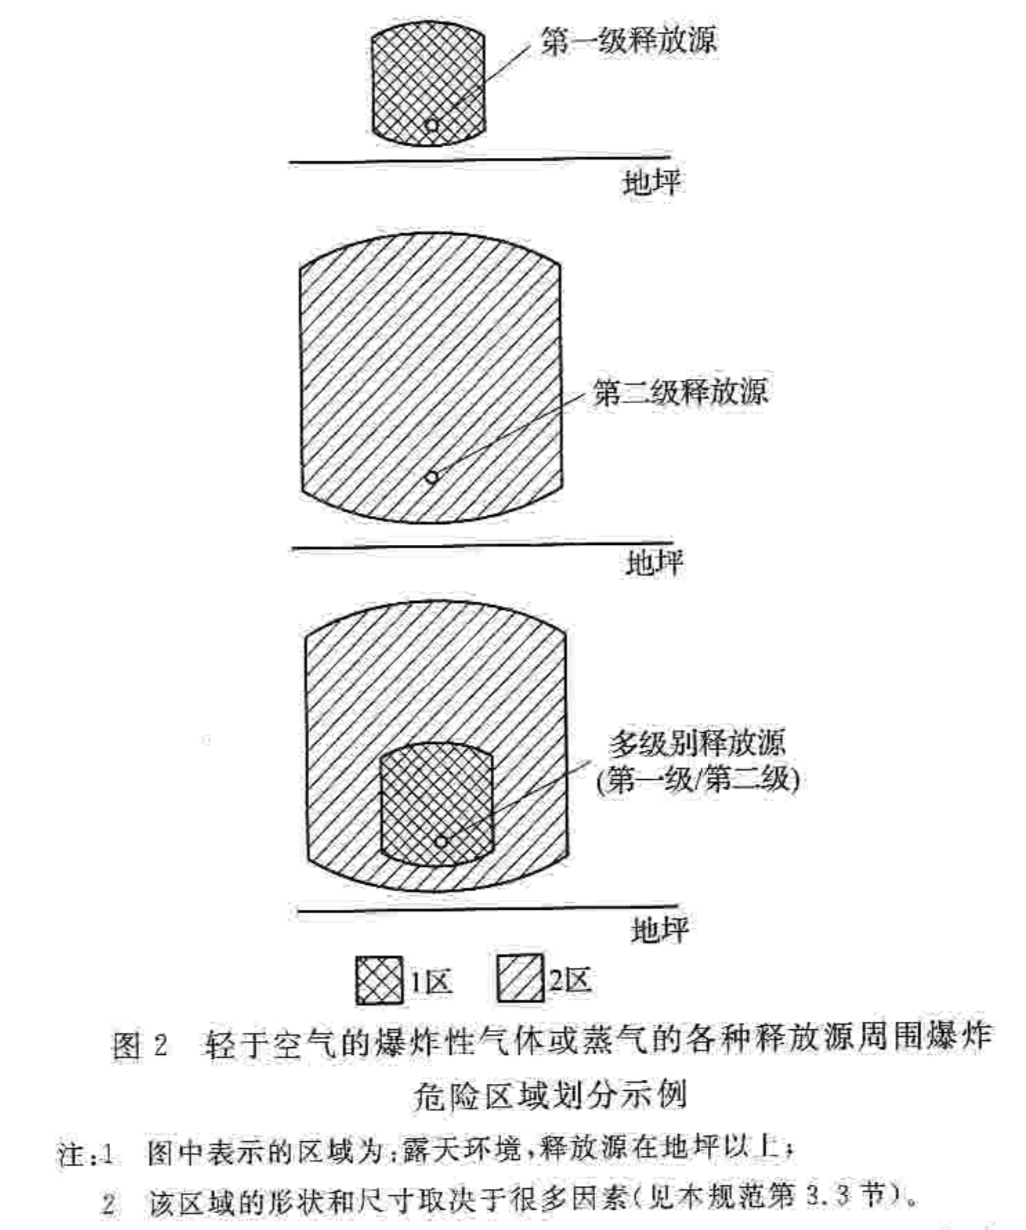 第一级释放源
地坪
第二级释放源
地坪
多级别释放源
(第一级/第二级)
地坪
1区 2区
图 2 轻于空气的爆炸性气体或蒸气的各种释放源周围爆炸
危险区域划分示例
注:1 图中表示的区域为:露天环境,释放源在地坪以上;
2 该区域的形状和尺寸取决于很多因素(见本规范第 3.3 节)。